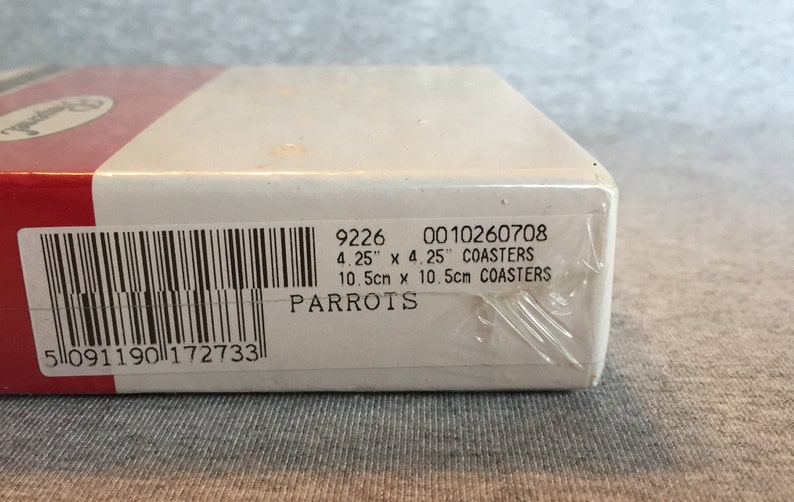 9226 0010260708
4.25" x 4.25" COASTERS
10.5cm x 10.5cm COASTERS
PARROTS
5 091190 172733